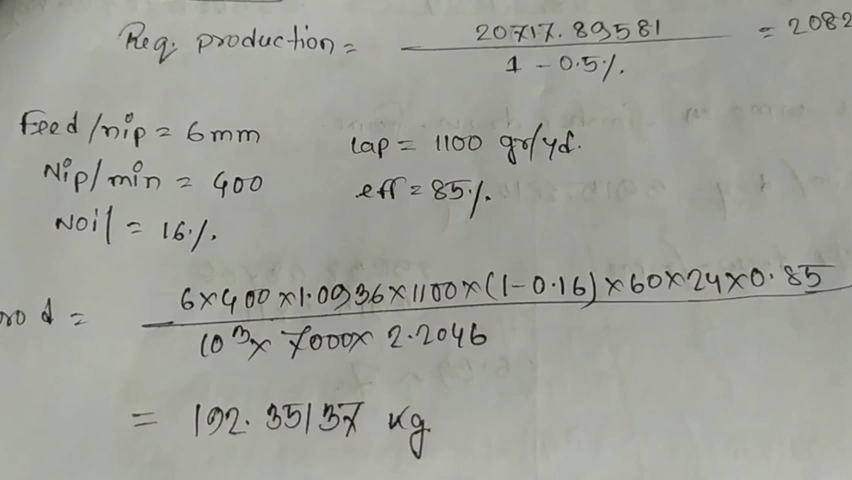 Req. production = 20717.89581 / 1 - 0.5% = 2082
Feed/nip = 6mm
Lap = 1100 gr/yd.
Nip/min = 400
eff = 85%.
Noil = 16%.
rod = 6×400×1.0936×1100×(1-0.16)×60×24×0.85 / 10³× 7000× 2.2046
= 192.35137 kg